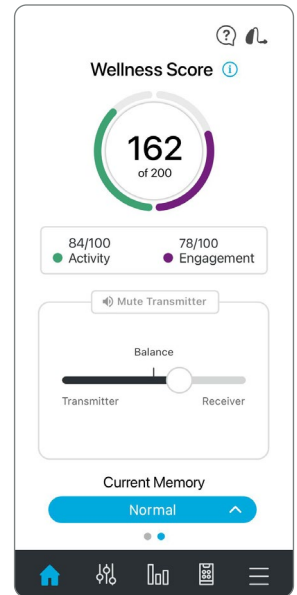 ?
Wellness Score i
162
of 200
84/100 78/100
Activity Engagement
Mute Transmitter
Balance
Transmitter Receiver
Current Memory
Normal